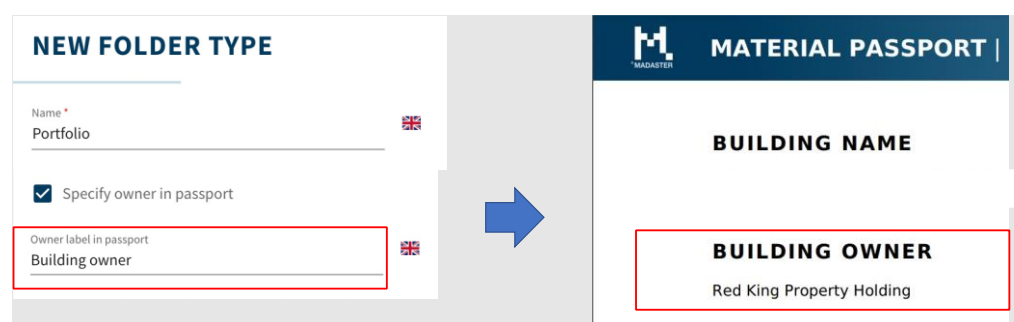 NEW FOLDER TYPE
Name *
Portfolio
Specify owner in passport
Owner label in passport
Building owner
MADASTER
MATERIAL PASSPORT |
BUILDING NAME
BUILDING OWNER
Red King Property Holding